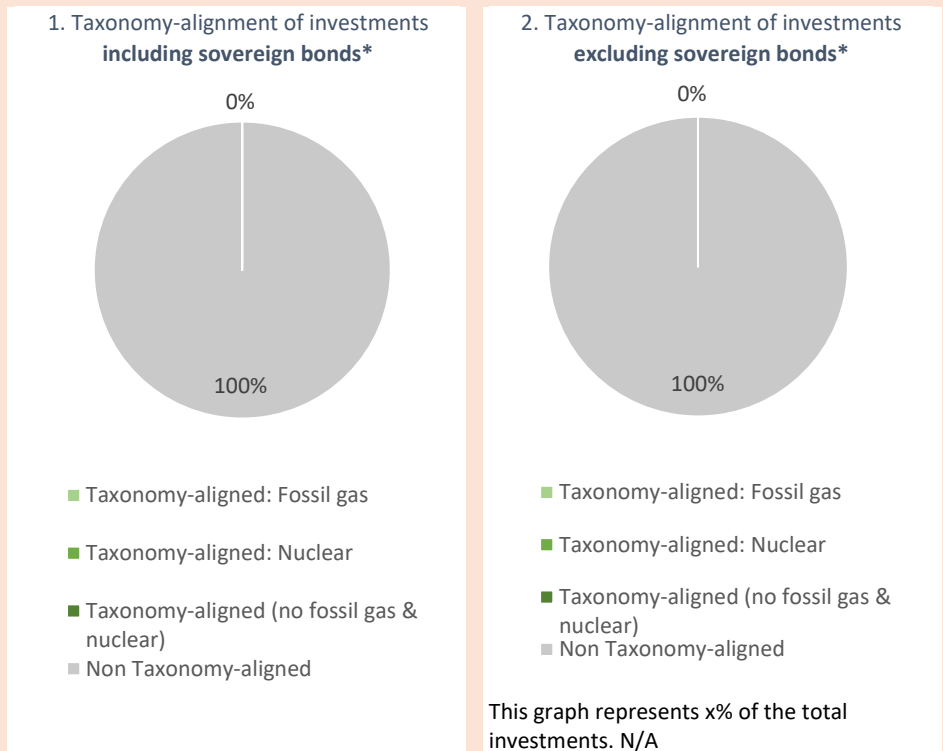 1. Taxonomy-alignment of investments
including sovereign bonds*
0%
100%
Taxonomy-aligned: Fossil gas
Taxonomy-aligned: Nuclear
Taxonomy-aligned (no fossil gas &
nuclear)
Non Taxonomy-aligned
2. Taxonomy-alignment of investments
excluding sovereign bonds*
0%
100%
Taxonomy-aligned: Fossil gas
Taxonomy-aligned: Nuclear
Taxonomy-aligned (no fossil gas &
nuclear)
Non Taxonomy-aligned
This graph represents x% of the total
investments. N/A